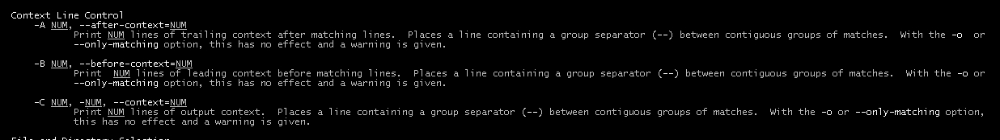 Context Line Control
-A NUM, --after-context=NUM
Print NUM lines of trailing context after matching lines.  Places a line containing a group separator (--) between contiguous groups of matches.  With the -o  or
--only-matching option, this has no effect and a warning is given.
-B NUM, --before-context=NUM
Print  NUM lines of leading context before matching lines.  Places a line containing a group separator (--) between contiguous groups of matches.  With the -o or
--only-matching option, this has no effect and a warning is given.
-C NUM, -NUM, --context=NUM
Print NUM lines of output context.  Places a line containing a group separator (--) between contiguous groups of matches.  With the -o or --only-matching option,
this has no effect and a warning is given.
File and Directory Selection